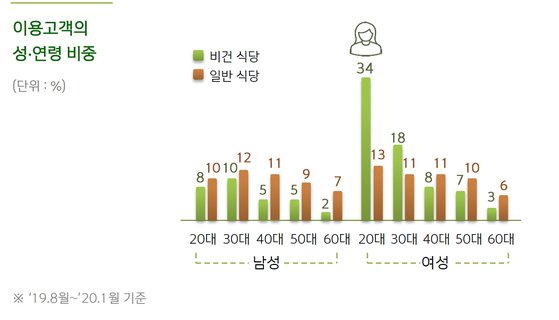 이용고객의
성·연령 비중
(단위 : %)
비건 식당
일반 식당
8 10 10 12 5 11 5 9 2 7 34 13 18 11 8 11 7 10 3 6
20대 30대 40대 50대 60대 20대 30대 40대 50대 60대
남성 여성
※ ‘19.8월~’20.1월 기준